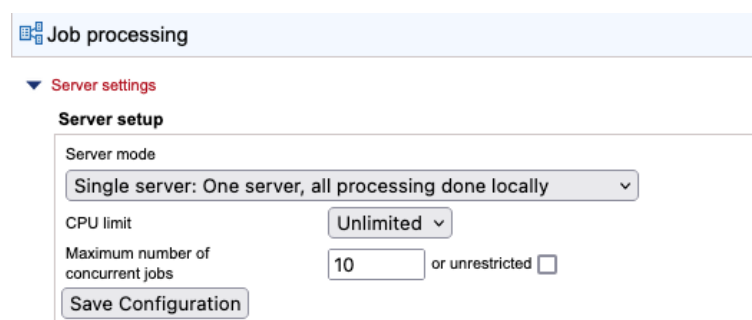 Job processing
Server settings
Server setup
Server mode
Single server: One server, all processing done locally
CPU limit
Unlimited
Maximum number of
concurrent jobs
10
or unrestricted
Save Configuration